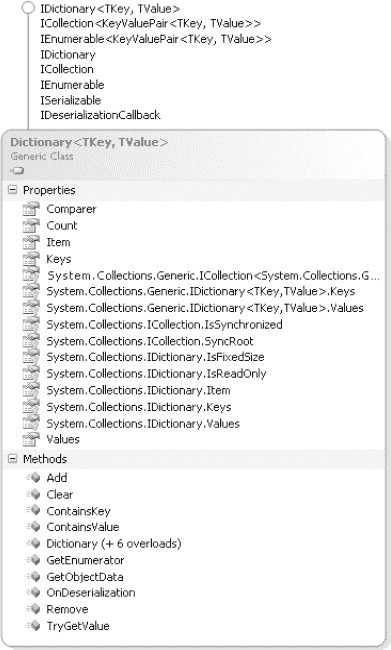 IDictionary<TKey, TValue>
ICollection<KeyValuePair<TKey, TValue>>
IEnumerable<KeyValuePair<TKey, TValue>>
IDictionary
ICollection
IEnumerable
ISerializable
IDeserializationCallback
Dictionary<TKey, TValue>
Generic Class
Properties
Comparer
Count
Item
Keys
System.Collections.Generic.ICollection<System.Collections.G...
System.Collections.Generic.IDictionary<TKey,TValue>.Keys
System.Collections.Generic.IDictionary<TKey,TValue>.Values
System.Collections.ICollection.IsSynchronized
System.Collections.ICollection.SyncRoot
System.Collections.IDictionary.IsFixedSize
System.Collections.IDictionary.IsReadOnly
System.Collections.IDictionary.Item
System.Collections.IDictionary.Keys
System.Collections.IDictionary.Values
Values
Methods
Add
Clear
ContainsKey
ContainsValue
Dictionary (+ 6 overloads)
GetEnumerator
GetObjectData
OnDeserialization
Remove
TryGetValue